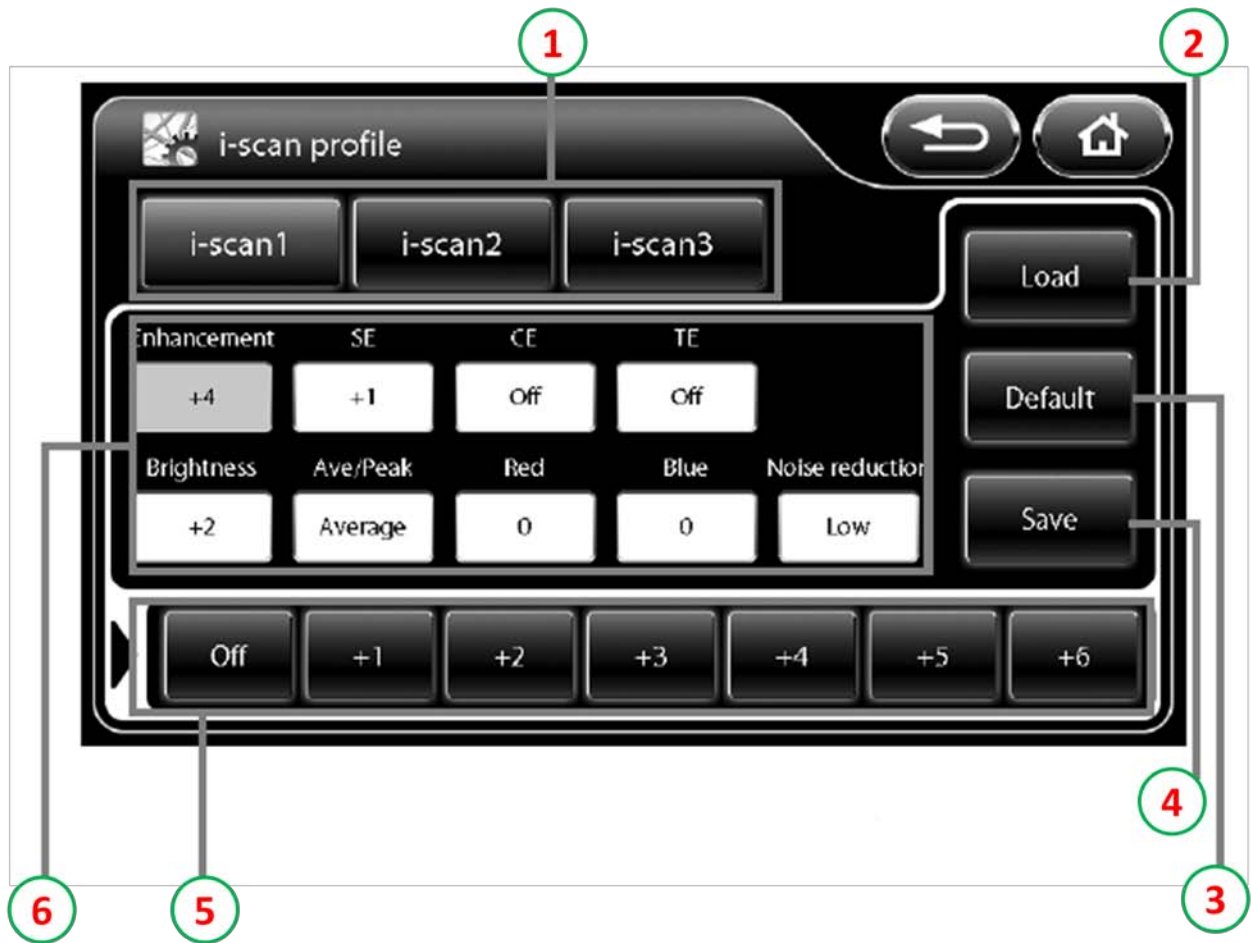 1
2
i-scan profile
i-scan1
i-scan2
i-scan3
Load
Enhancement
SE
CE
TE
+4
+1
Off
Off
Default
Brightness
Ave/Peak
Red
Blue
Noise reduction
+2
Average
0
0
Low
Save
Off
+1
+2
+3
+4
+5
+6
4
6
5
3